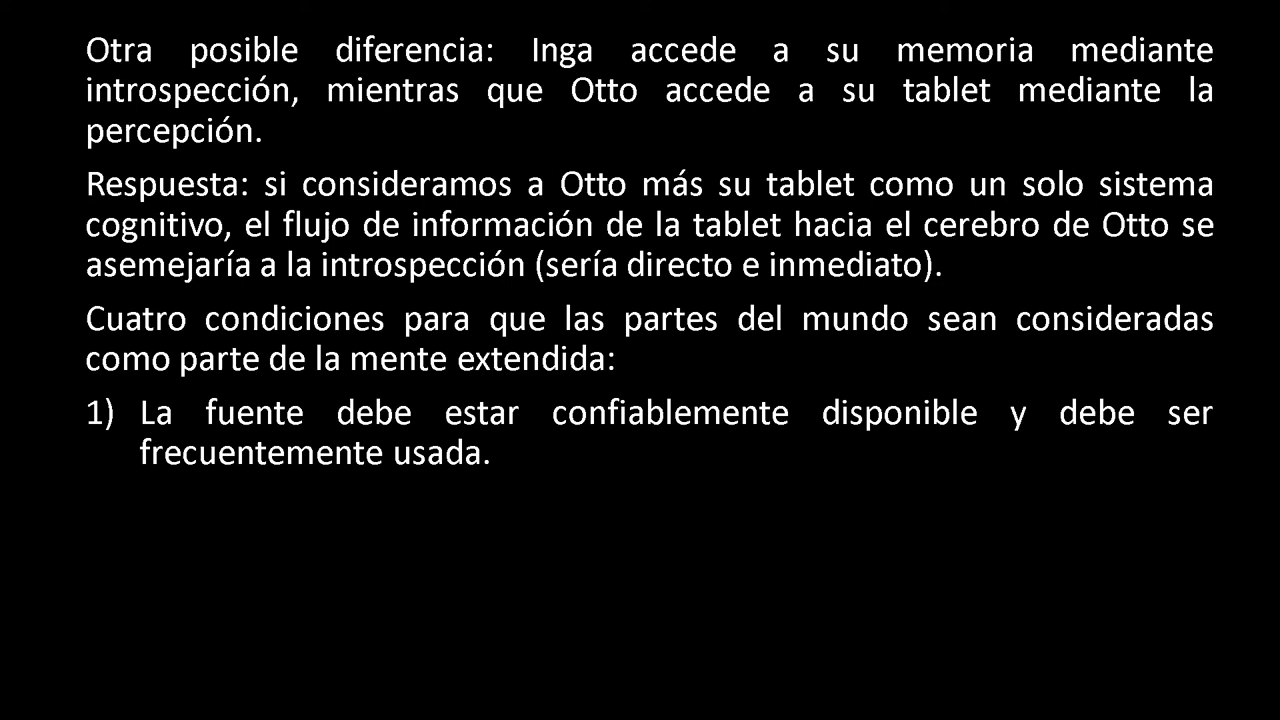 Otra posible diferencia: Inga accede a su memoria mediante
introspección, mientras que Otto accede a su tablet mediante la
percepción.
Respuesta: si consideramos a Otto más su tablet como un solo sistema
cognitivo, el flujo de información de la tablet hacia el cerebro de Otto se
asemejaría a la introspección (sería directo e inmediato).
Cuatro condiciones para que las partes del mundo sean consideradas
como parte de la mente extendida:
1) La fuente debe estar confiablemente disponible y debe ser
frecuentemente usada.